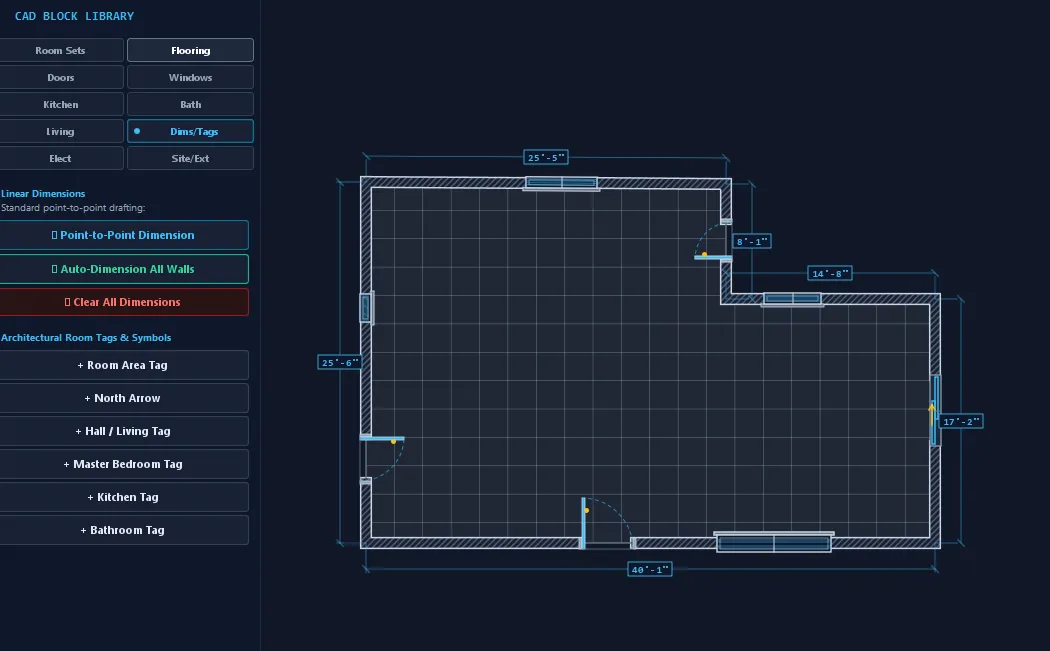 CAD BLOCK LIBRARY
Room Sets
Flooring
Doors
Windows
Kitchen
Bath
Living
Dims/Tags
Elect
Site/Ext
Linear Dimensions
Standard point-to-point drafting:
Point-to-Point Dimension
Auto-Dimension All Walls
Clear All Dimensions
Architectural Room Tags & Symbols
+ Room Area Tag
+ North Arrow
+ Hall / Living Tag
+ Master Bedroom Tag
+ Kitchen Tag
+ Bathroom Tag
25'-5"
8'-1"
14'-8"
25'-6"
17'-2"
40'-1"